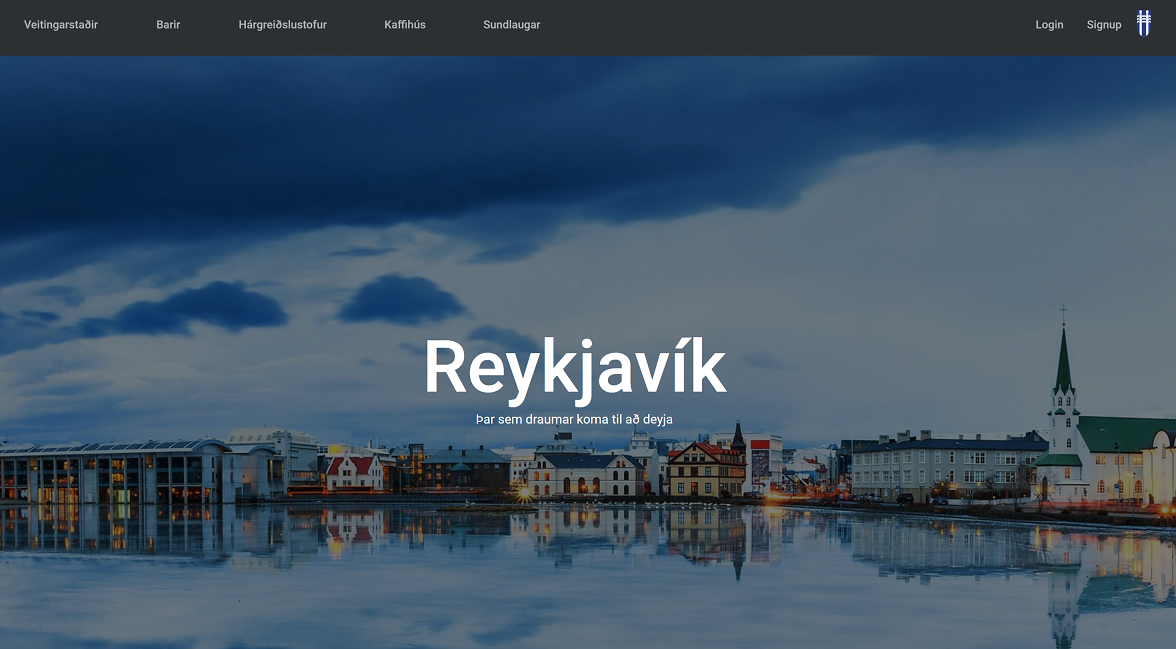 Veitingarstaðir
Barir
Hárgreiðslustofur
Kaffihús
Sundlaugar
Login
Signup
Reykjavík
Þar sem draumar koma til að deyja